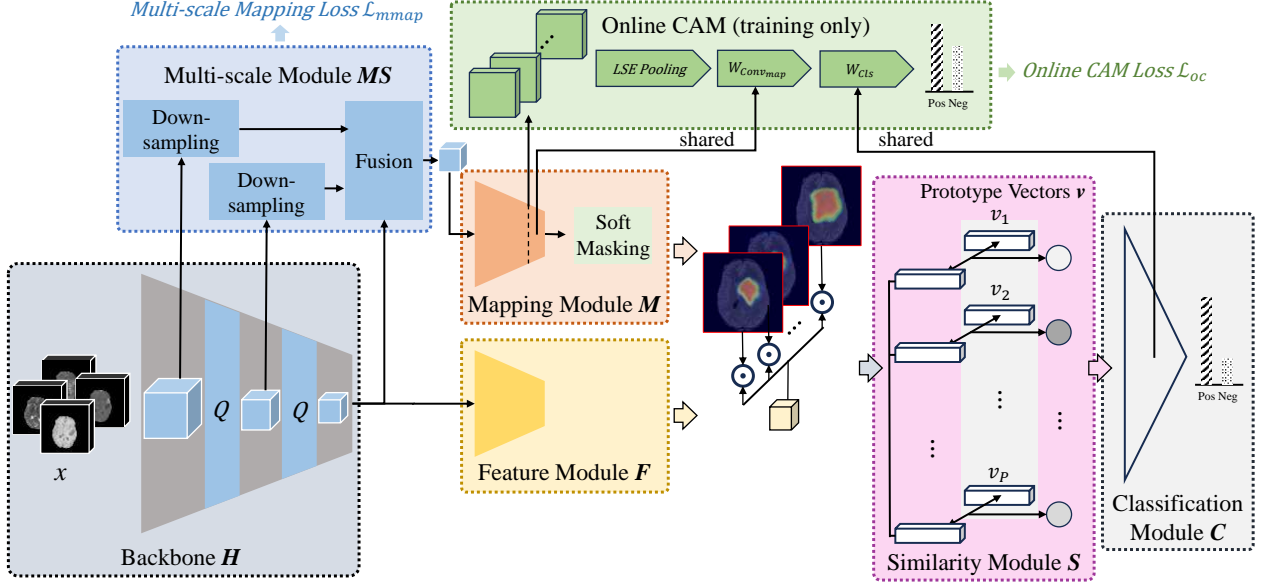 Multi-scale Mapping Loss ℒmmap
Multi-scale Module MS
Down-
sampling
Down-
sampling
Fusion
Online CAM (training only)
LSE Pooling
WConvmap
WCls
Pos Neg
Online CAM Loss ℒoc
shared
shared
Soft
Masking
Mapping Module M
Prototype Vectors v
v1
v2
⋮
⋮
⋮
vP
Similarity Module S
Pos Neg
Classification
Module C
Q
Q
x
Backbone H
Feature Module F